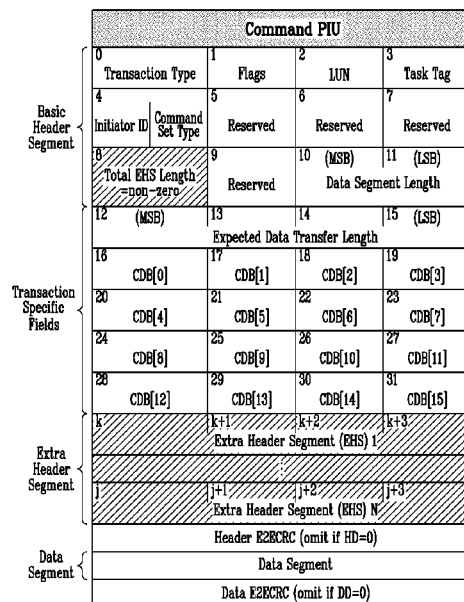 Command PIU
0 1 2 3
Transaction Type Flags LUN Task Tag
Basic Header Segment
4 5 6 7
Initiator ID Command Set Type Reserved Reserved Reserved
8 9 10 (MSB) 11 (LSB)
Total EHS Length =non-zero Reserved Data Segment Length
12 (MSB) 13 14 15 (LSB)
Expected Data Transfer Length
16 17 18 19
CDB[0] CDB[1] CDB[2] CDB[3]
Transaction Specific Fields
20 21 22 23
CDB[4] CDB[5] CDB[6] CDB[7]
24 25 26 27
CDB[8] CDB[9] CDB[10] CDB[11]
28 29 30 31
CDB[12] CDB[13] CDB[14] CDB[15]
Extra Header Segment
k k+1 k+2 k+3
Extra Header Segment (EHS) 1
j j+1 j+2 j+3
Extra Header Segment (EHS) N
Header E2ECRC (omit if HD=0)
Data Segment
Data Segment
Data E2ECRC (omit if DD=0)